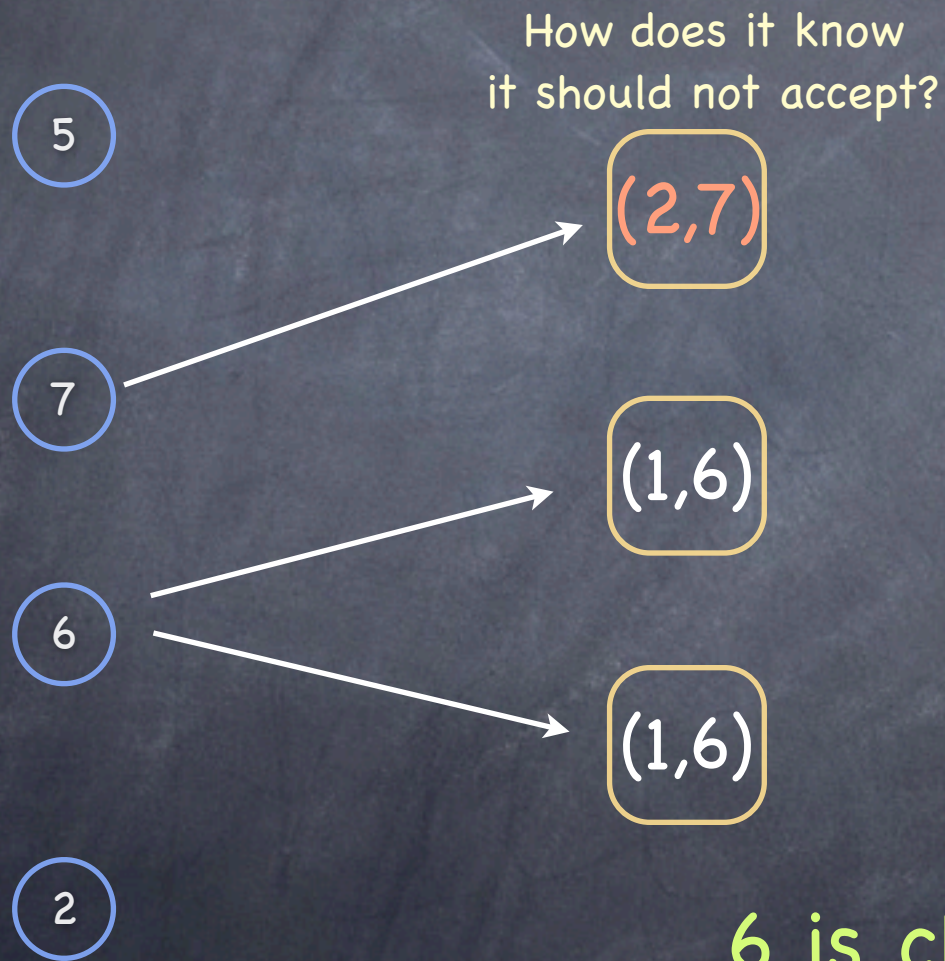 How does it know
it should not accept?
5
(2,7)
7
(1,6)
6
(1,6)
2
6 is